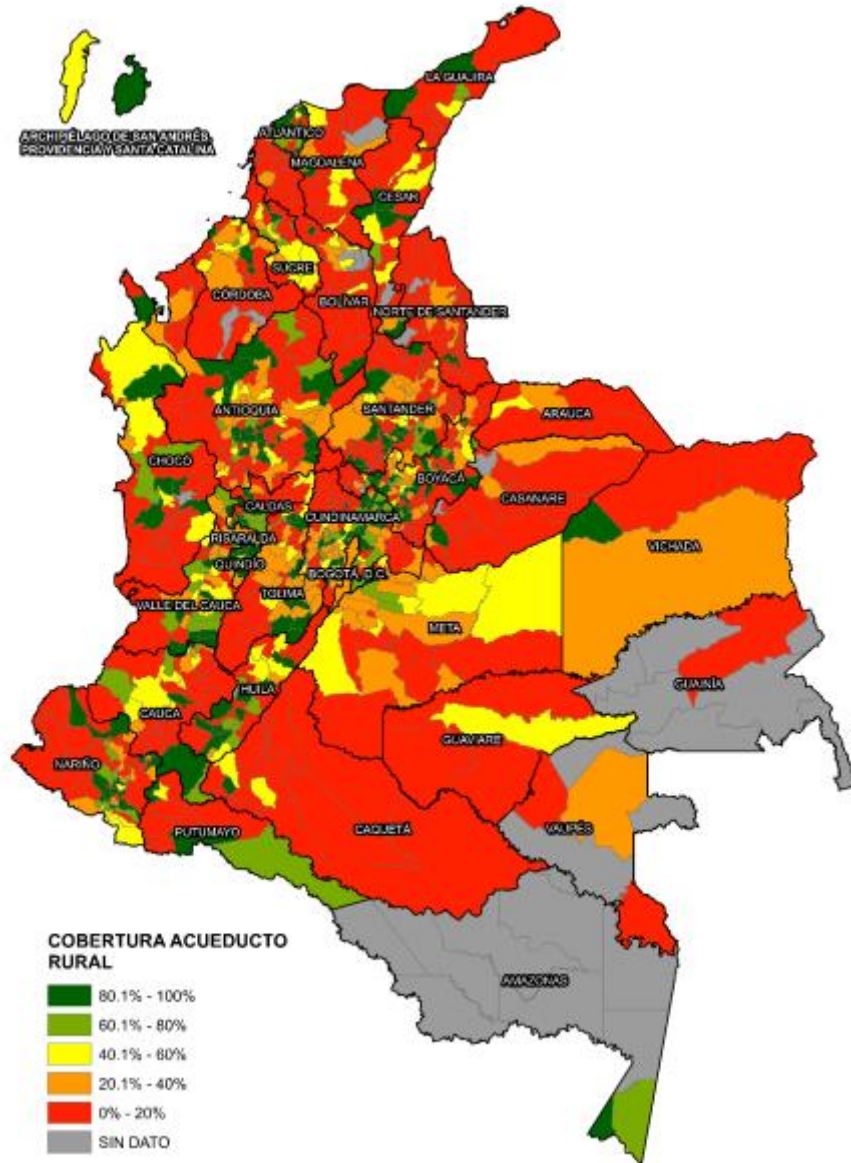 LA GUAJIRA
ARCHIPIÉLAGO DE SAN ANDRÉS,
PROVIDENCIA Y SANTA CATALINA
ATLÁNTICO
MAGDALENA
CESAR
SUCRE
CÓRDOBA
BOLÍVAR
NORTE DE SANTANDER
ANTIOQUIA
SANTANDER
ARAUCA
CHOCÓ
BOYACÁ
CASANARE
CALDAS
CUNDINAMARCA
RISARALDA
VICHADA
QUINDÍO
BOGOTÁ, D.C.
TOLIMA
VALLE DEL CAUCA
META
GUAINÍA
HUILA
CAUCA
GUAVIARE
NARIÑO
PUTUMAYO
CAQUETÁ
VAUPÉS
AMAZONAS
COBERTURA ACUEDUCTO
RURAL
80.1% - 100%
60.1% - 80%
40.1% - 60%
20.1% - 40%
0% - 20%
SIN DATO